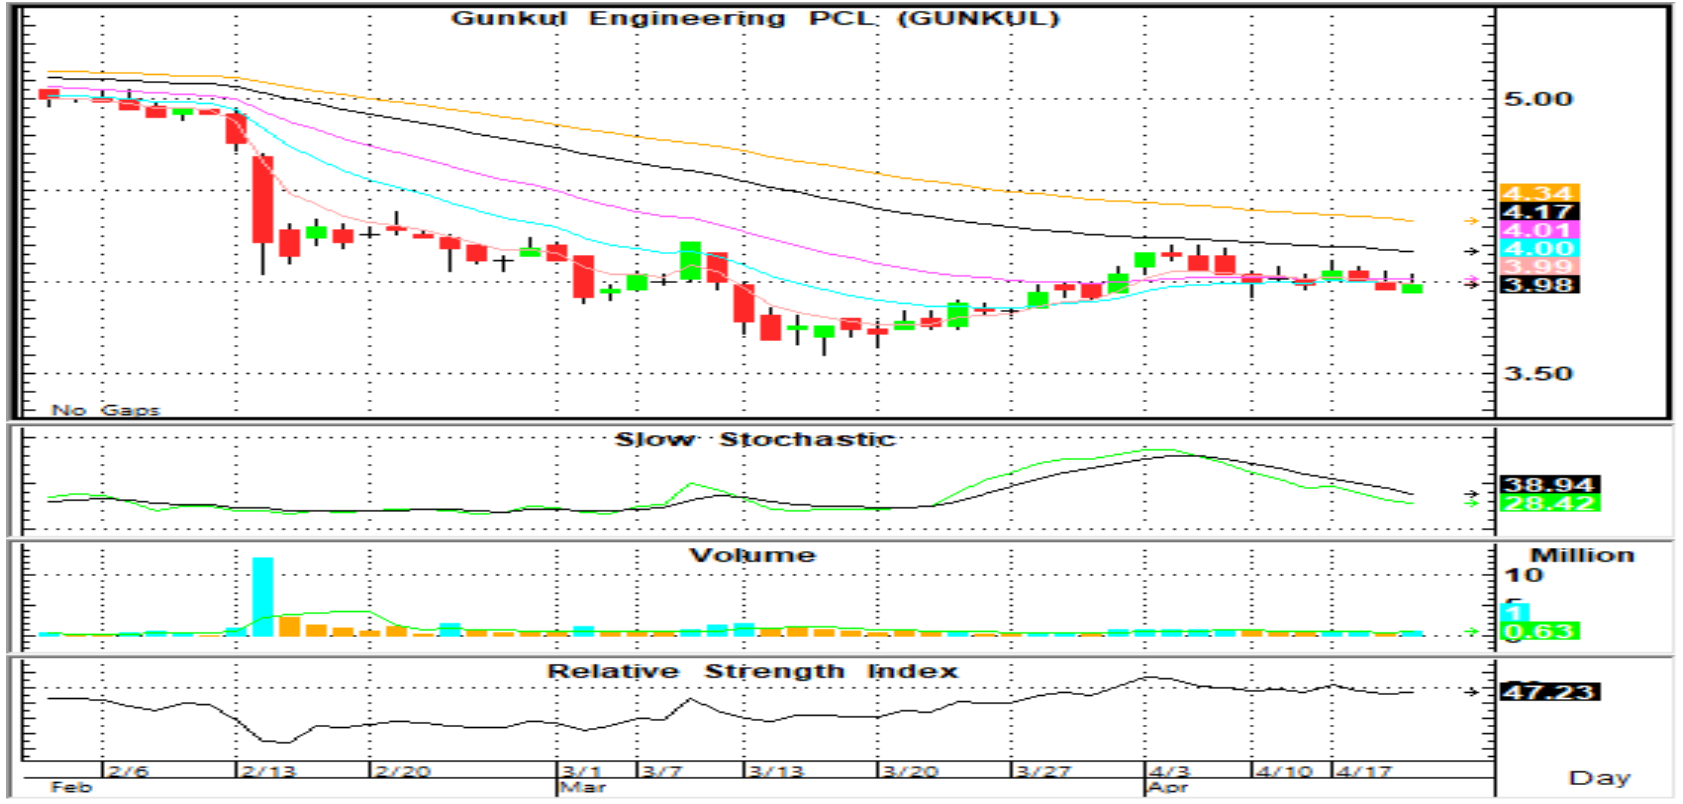 Gunkul Engineering PCL (GUNKUL)
5.00
4.34
4.17
4.01
4.00
3.99
3.98
3.50
No Gaps
Slow Stochastic
38.94
28.42
Volume
Million
10
1
0.63
Relative Strength Index
47.23
2/6 2/13 2/20 3/1 3/7 3/13 3/20 3/27 4/3 4/10 4/17
Feb Mar Apr
Day